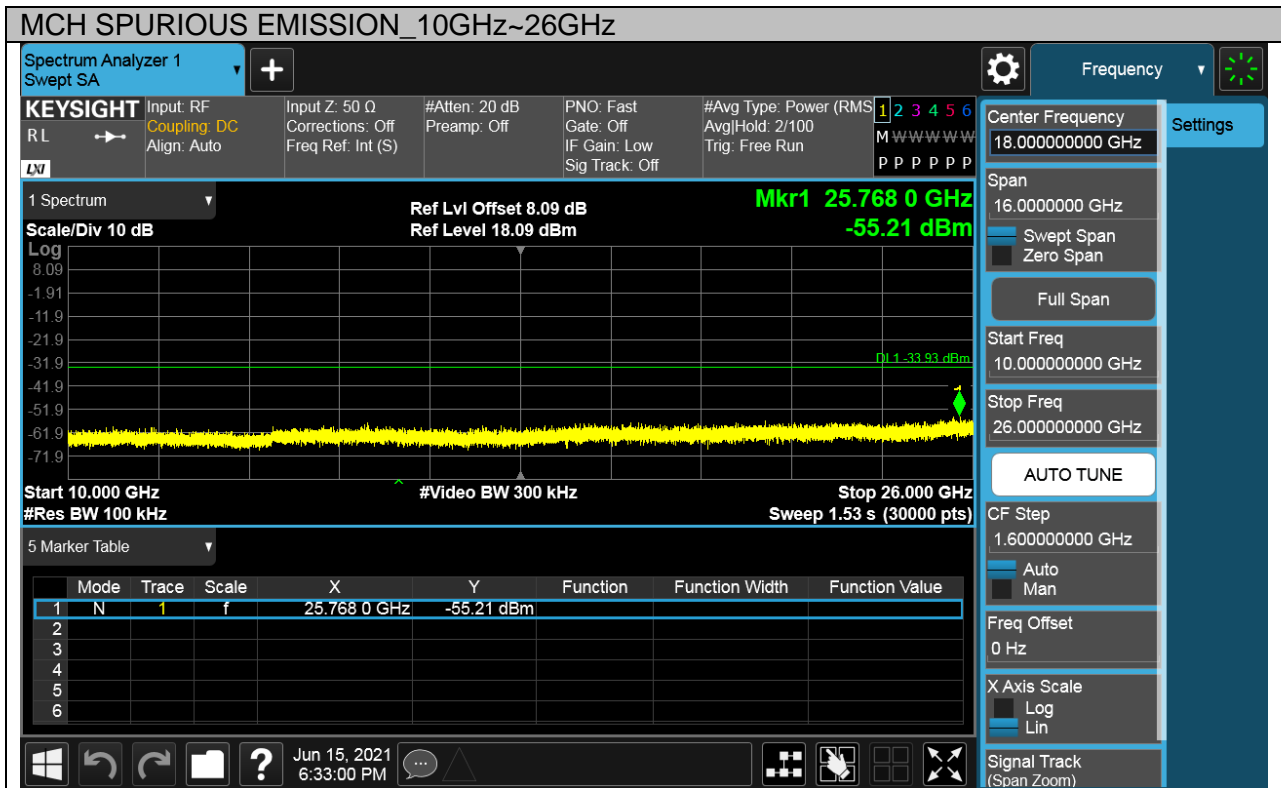 MCH SPURIOUS EMISSION_10GHz~26GHz
Spectrum Analyzer 1
Swept SA
Frequency
KEYSIGHT
RL
LXI
Input: RF
Coupling: DC
Align: Auto
Input Z: 50 Ω
Corrections: Off
Freq Ref: Int (S)
#Atten: 20 dB
Preamp: Off
PNO: Fast
Gate: Off
IF Gain: Low
Sig Track: Off
#Avg Type: Power (RMS
Avg|Hold: 2/100
Trig: Free Run
1 2 3 4 5 6
M W W W W W
P P P P P P
1 Spectrum
Scale/Div 10 dB
Ref Lvl Offset 8.09 dB
Ref Level 18.09 dBm
Mkr1 25.768 0 GHz
-55.21 dBm
Log
8.09
-1.91
-11.9
-21.9
-31.9
-41.9
-51.9
-61.9
-71.9
DL1 -33.93 dBm
1
Start 10.000 GHz
#Video BW 300 kHz
Stop 26.000 GHz
#Res BW 100 kHz
Sweep 1.53 s (30000 pts)
5 Marker Table
Mode Trace Scale X Y Function Function Width Function Value
1 N 1 f 25.768 0 GHz -55.21 dBm
2
3
4
5
6
Jun 15, 2021
6:33:00 PM
Center Frequency
18.000000000 GHz
Settings
Span
16.0000000 GHz
Swept Span
Zero Span
Full Span
Start Freq
10.000000000 GHz
Stop Freq
26.000000000 GHz
AUTO TUNE
CF Step
1.600000000 GHz
Auto
Man
Freq Offset
0 Hz
X Axis Scale
Log
Lin
Signal Track
(Span Zoom)